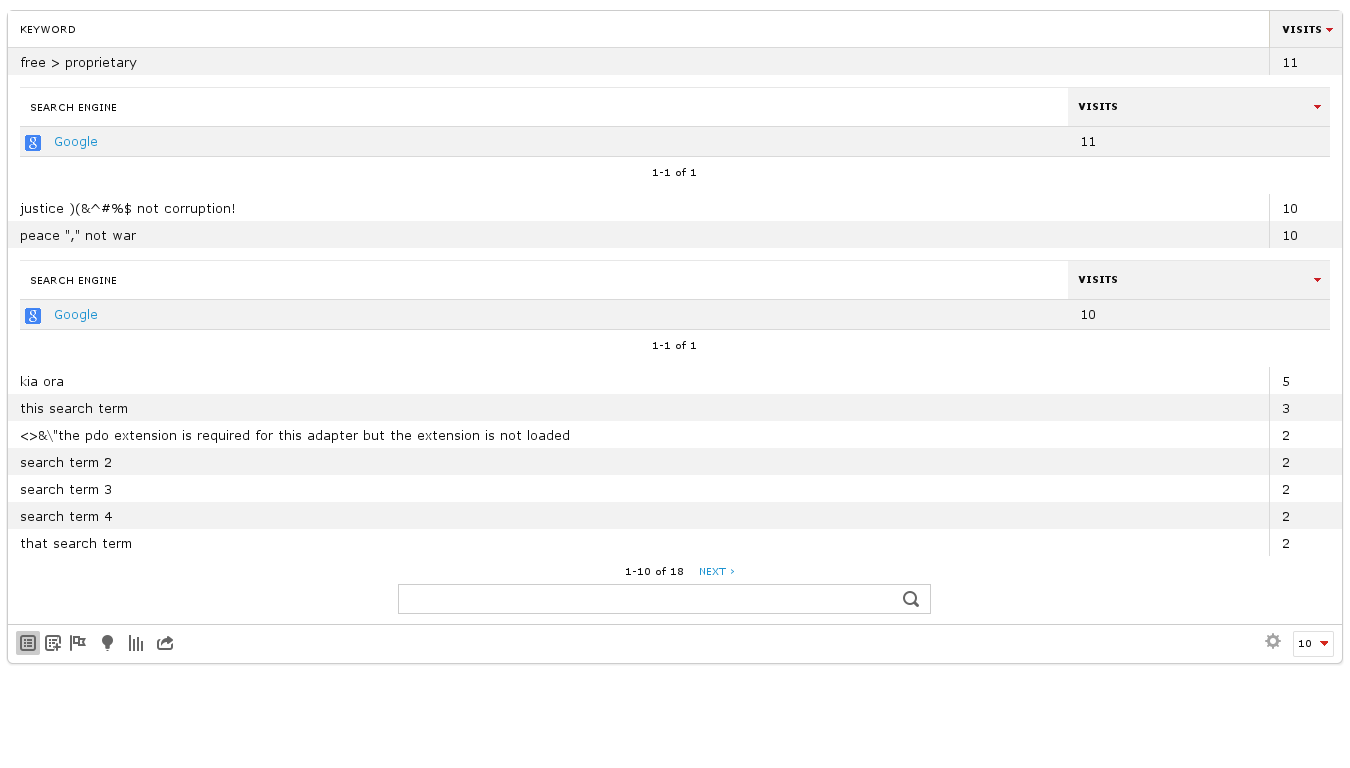 KEYWORD VISITS
free > proprietary 11
SEARCH ENGINE VISITS
g Google 11
1-1 of 1
justice )(&^#%$ not corruption! 10
peace "," not war 10
SEARCH ENGINE VISITS
g Google 10
1-1 of 1
kia ora 5
this search term 3
<>&\"the pdo extension is required for this adapter but the extension is not loaded 2
search term 2 2
search term 3 2
search term 4 2
that search term 2
1-10 of 18 NEXT ›
10